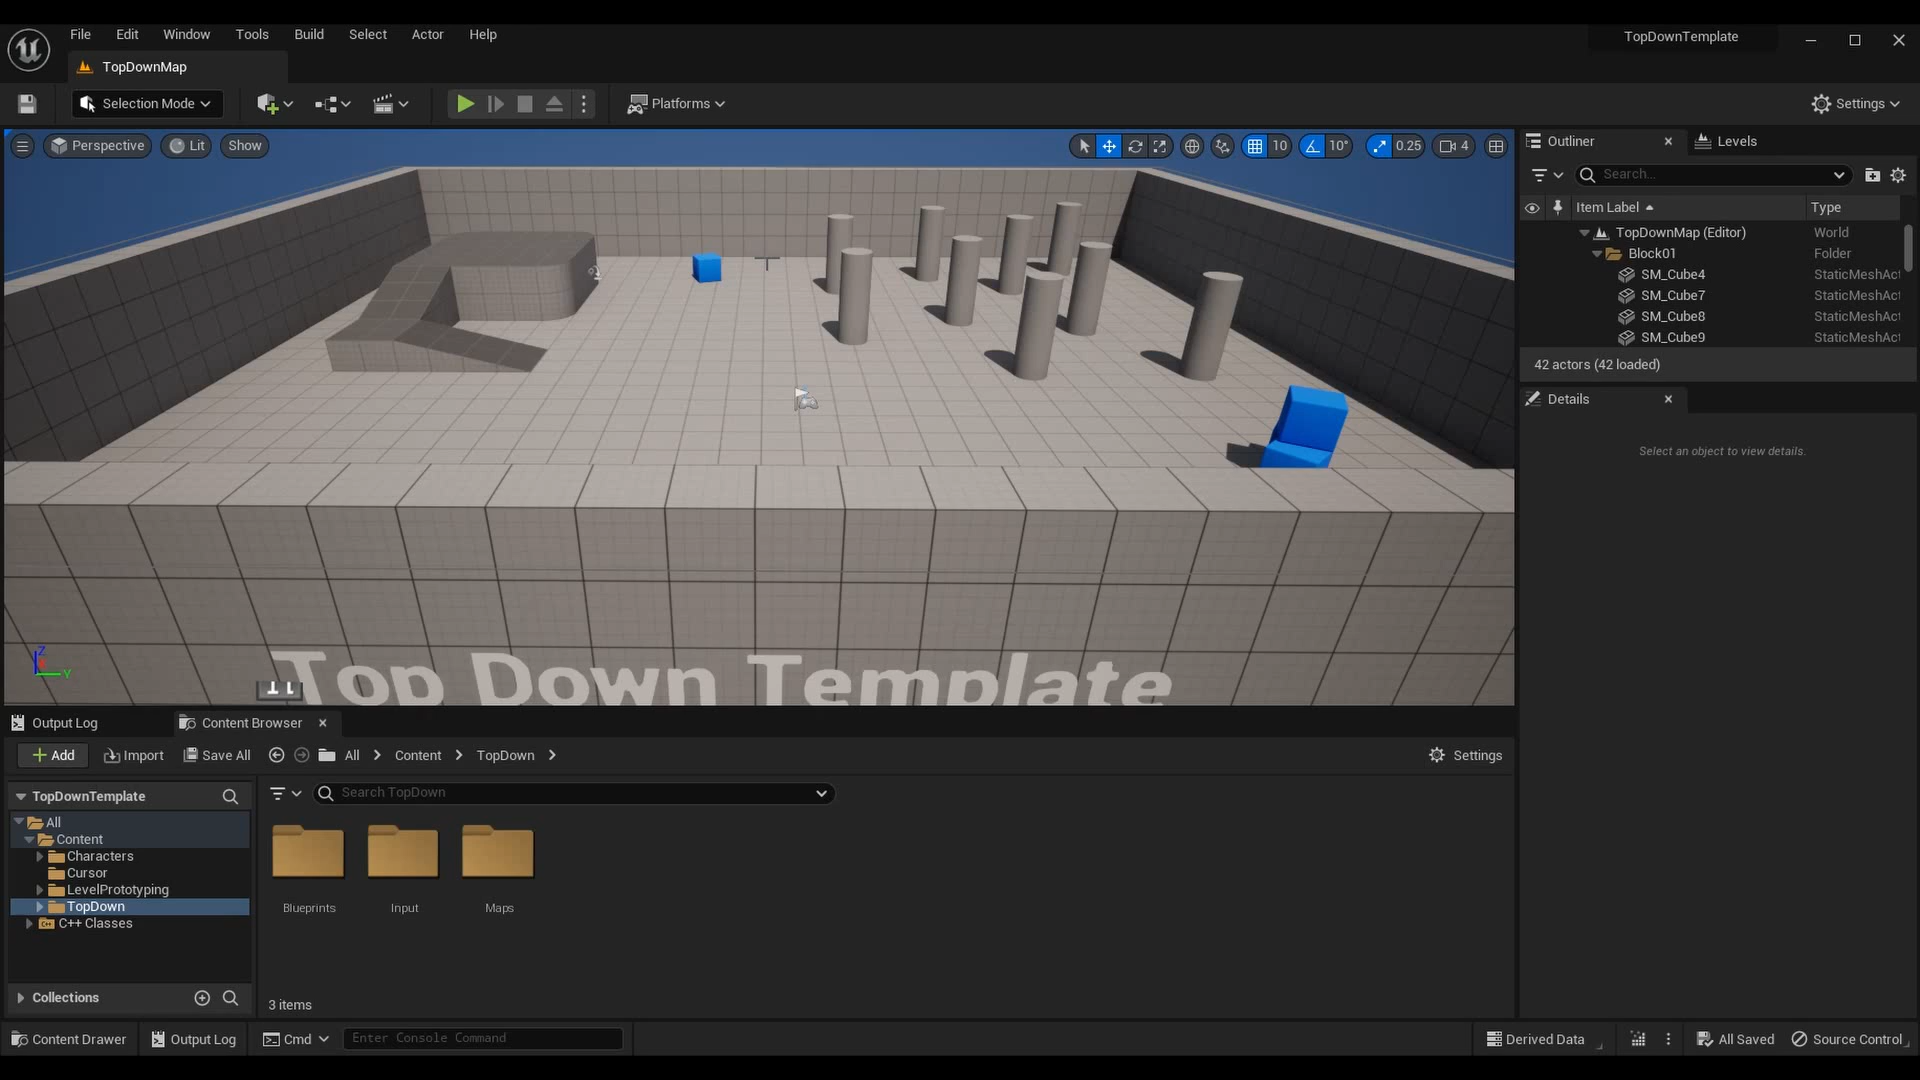 File Edit Window Tools Build Select Actor Help
TopDownTemplate
TopDownMap
Selection Mode
Platforms
Settings
Perspective
Lit
Show
10
10°
0.25
4
Outliner
Levels
Search...
Item Label
Type
TopDownMap (Editor)
World
Block01
Folder
SM_Cube4
StaticMeshAct
SM_Cube7
StaticMeshAct
SM_Cube8
StaticMeshAct
SM_Cube9
StaticMeshAct
42 actors (42 loaded)
Details
Select an object to view details.
Z
Y
Top Down Template
Output Log
Content Browser
Add
Import
Save All
All
Content
TopDown
Settings
TopDownTemplate
All
Content
Characters
Cursor
LevelPrototyping
TopDown
C++ Classes
Collections
Search TopDown
Blueprints
Input
Maps
3 items
Content Drawer
Output Log
Cmd
Enter Console Command
Derived Data
All Saved
Source Control